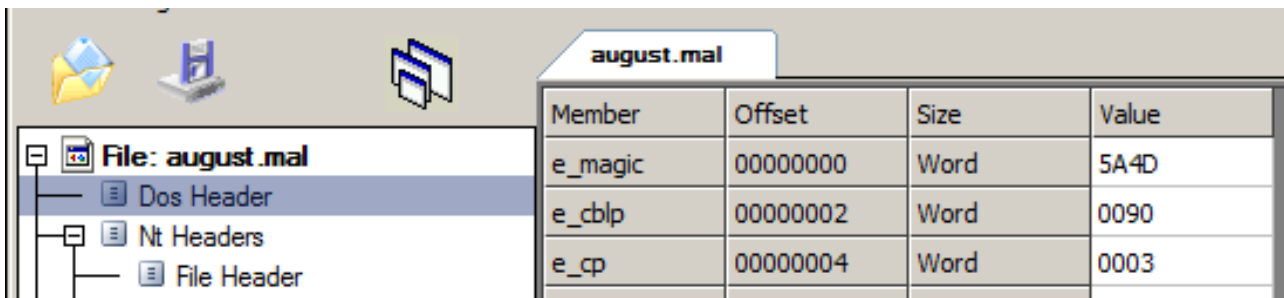 august.mal
Member Offset Size Value
File: august.mal
e_magic 00000000 Word 5A4D
Dos Header
e_cblp 00000002 Word 0090
Nt Headers
File Header
e_cp 00000004 Word 0003